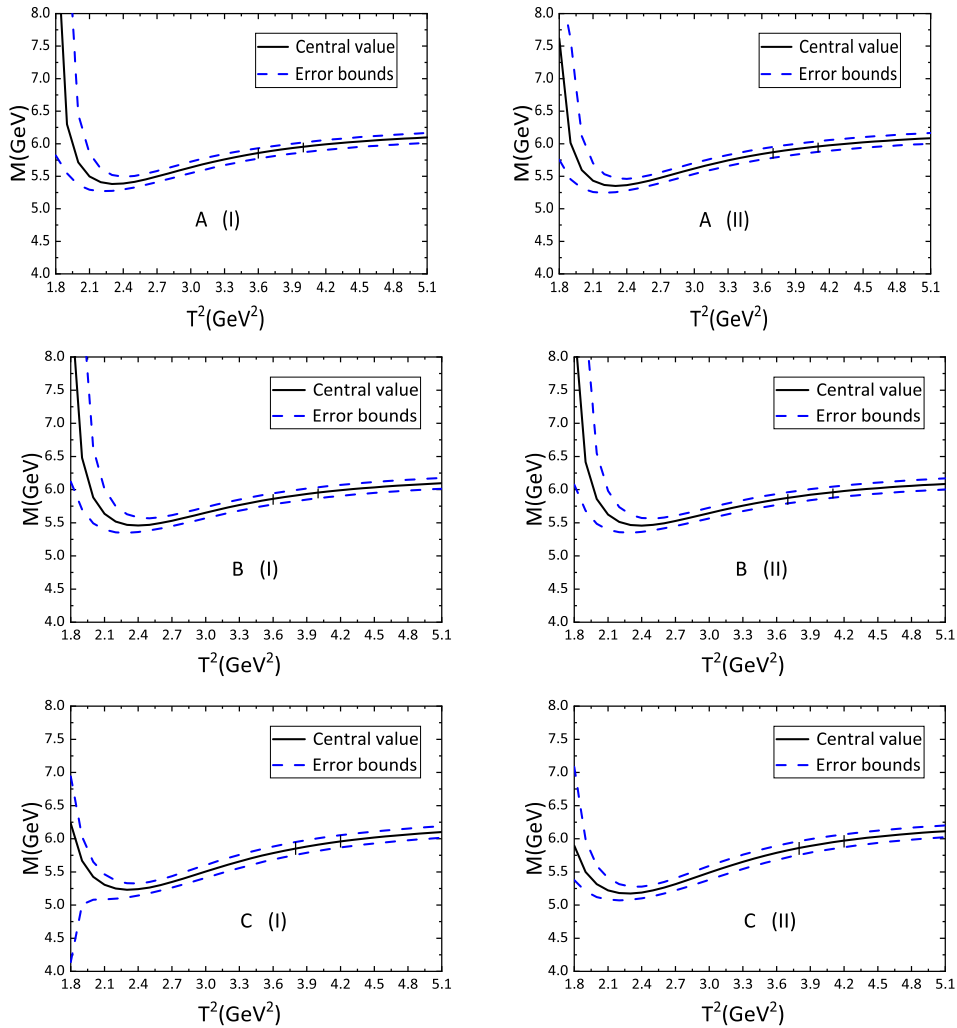 8.0
7.5
7.0
6.5
6.0
5.5
5.0
4.5
4.0
M(GeV)
Central value
Error bounds
A (I)
1.8 2.1 2.4 2.7 3.0 3.3 3.6 3.9 4.2 4.5 4.8 5.1
T²(GeV²)
8.0
7.5
7.0
6.5
6.0
5.5
5.0
4.5
4.0
M(GeV)
Central value
Error bounds
A (II)
1.8 2.1 2.4 2.7 3.0 3.3 3.6 3.9 4.2 4.5 4.8 5.1
T²(GeV²)
8.0
7.5
7.0
6.5
6.0
5.5
5.0
4.5
4.0
M(GeV)
Central value
Error bounds
B (I)
1.8 2.1 2.4 2.7 3.0 3.3 3.6 3.9 4.2 4.5 4.8 5.1
T²(GeV²)
8.0
7.5
7.0
6.5
6.0
5.5
5.0
4.5
4.0
M(GeV)
Central value
Error bounds
B (II)
1.8 2.1 2.4 2.7 3.0 3.3 3.6 3.9 4.2 4.5 4.8 5.1
T²(GeV²)
8.0
7.5
7.0
6.5
6.0
5.5
5.0
4.5
4.0
M(GeV)
Central value
Error bounds
C (I)
1.8 2.1 2.4 2.7 3.0 3.3 3.6 3.9 4.2 4.5 4.8 5.1
T²(GeV²)
8.0
7.5
7.0
6.5
6.0
5.5
5.0
4.5
4.0
M(GeV)
Central value
Error bounds
C (II)
1.8 2.1 2.4 2.7 3.0 3.3 3.6 3.9 4.2 4.5 4.8 5.1
T²(GeV²)